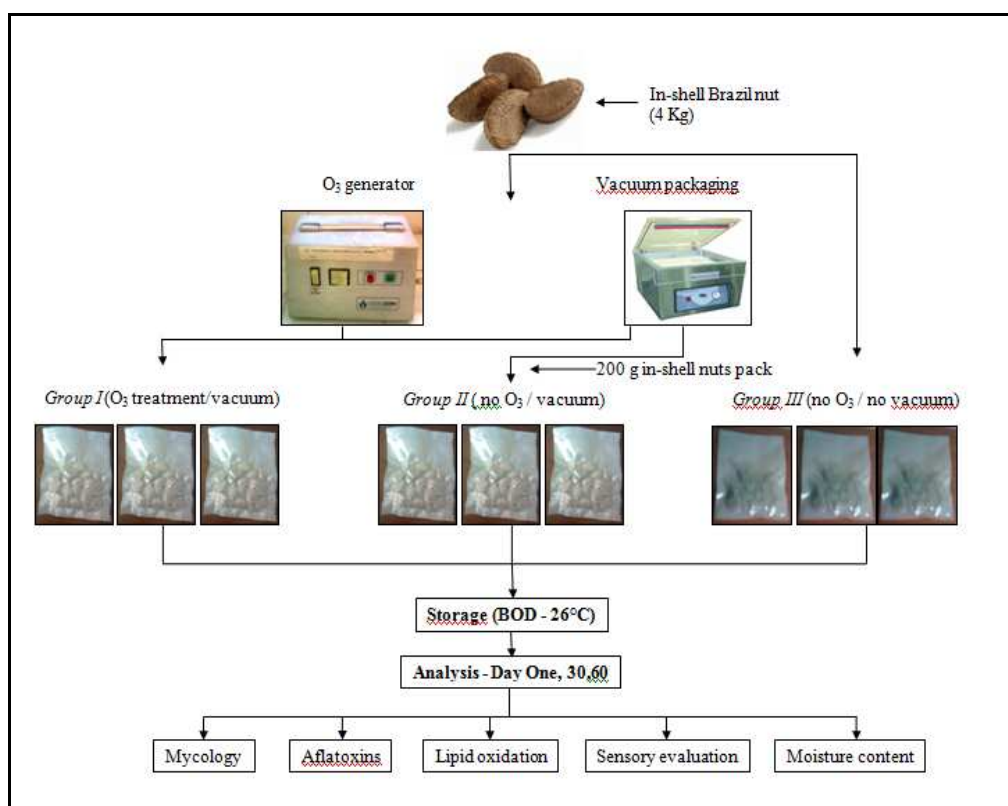 In-shell Brazil nut
(4 Kg)
O₃ generator
Vacuum packaging
200 g in-shell nuts pack
Group I (O₃ treatment/vacuum)
Group II ( no O₃ / vacuum)
Group III (no O₃ / no vacuum)
Storage (BOD - 26°C)
Analysis - Day One, 30,60
Mycology
Aflatoxins
Lipid oxidation
Sensory evaluation
Moisture content